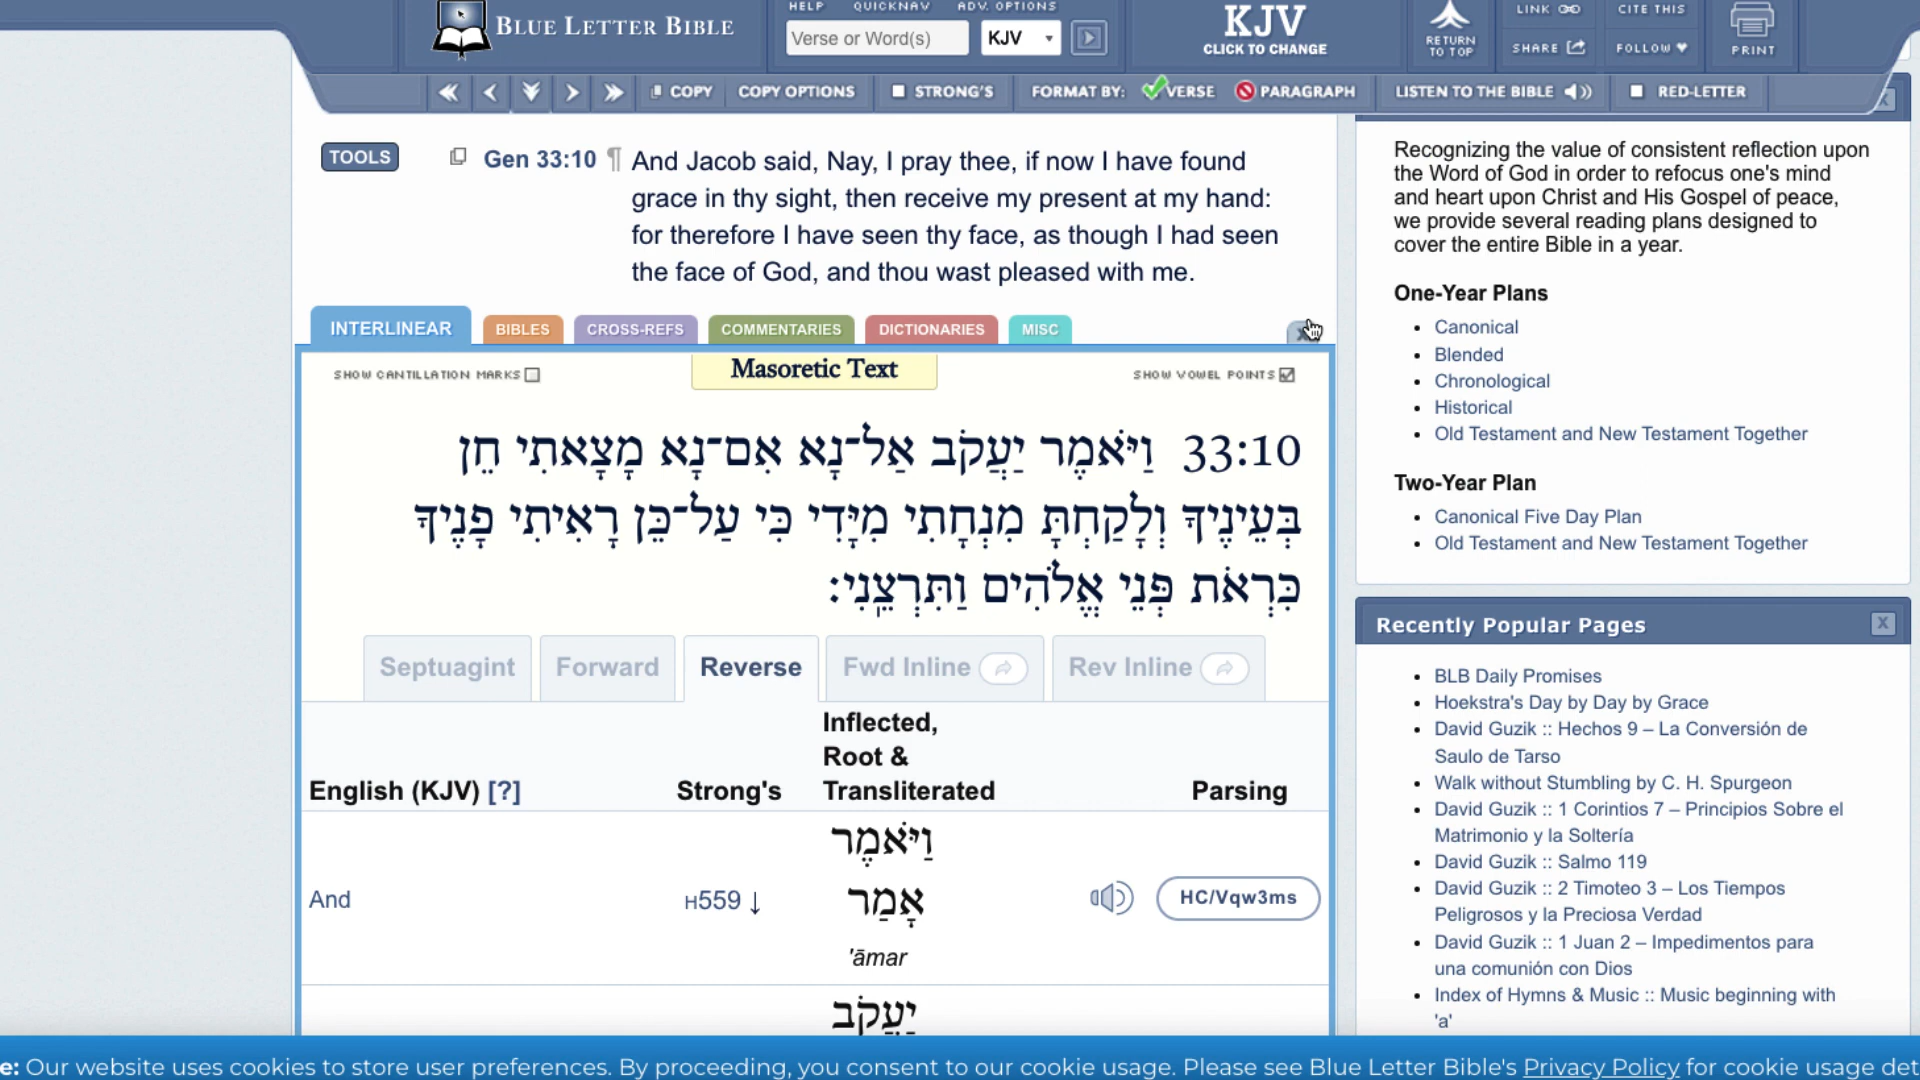 BLUE LETTER BIBLE
HELP QUICKNAV ADV. OPTIONS
Verse or Word(s)
KJV
KJV
CLICK TO CHANGE
RETURN
TO TOP
LINK
SHARE
CITE THIS
FOLLOW
PRINT
COPY
COPY OPTIONS
STRONG'S
FORMAT BY: VERSE PARAGRAPH
LISTEN TO THE BIBLE
RED-LETTER
X
TOOLS
Gen 33:10 ¶ And Jacob said, Nay, I pray thee, if now I have found
grace in thy sight, then receive my present at my hand:
for therefore I have seen thy face, as though I had seen
the face of God, and thou wast pleased with me.
INTERLINEAR
BIBLES
CROSS-REFS
COMMENTARIES
DICTIONARIES
MISC
SHOW CANTILLATION MARKS
Masoretic Text
SHOW VOWEL POINTS
33:10 וַיֹּאמֶר יַעֲקֹב אַל־נָא אִם־נָא מָצָאתִי חֵן
בְּעֵינֶיךָ וְלָקַחְתָּ מִנְחָתִי מִיָּדִי כִּי עַל־כֵּן רָאִיתִי פָנֶיךָ
כִּרְאֹת פְּנֵי אֱלֹהִים וַתִּרְצֵנִי׃
Septuagint
Forward
Reverse
Fwd Inline
Rev Inline
English (KJV) [?]
Strong's
Inflected,
Root &
Transliterated
Parsing
וַיֹּאמֶר
And
H559 ↓
אָמַר
HC/Vqw3ms
'āmar
יַעֲקֹב
Recognizing the value of consistent reflection upon
the Word of God in order to refocus one's mind
and heart upon Christ and His Gospel of peace,
we provide several reading plans designed to
cover the entire Bible in a year.
One-Year Plans
• Canonical
• Blended
• Chronological
• Historical
• Old Testament and New Testament Together
Two-Year Plan
• Canonical Five Day Plan
• Old Testament and New Testament Together
Recently Popular Pages
X
• BLB Daily Promises
• Hoekstra's Day by Day by Grace
• David Guzik :: Hechos 9 – La Conversión de
Saulo de Tarso
• Walk without Stumbling by C. H. Spurgeon
• David Guzik :: 1 Corintios 7 – Principios Sobre el
Matrimonio y la Soltería
• David Guzik :: Salmo 119
• David Guzik :: 2 Timoteo 3 – Los Tiempos
Peligrosos y la Preciosa Verdad
• David Guzik :: 1 Juan 2 – Impedimentos para
una comunión con Dios
• Index of Hymns & Music :: Music beginning with
'a'
e: Our website uses cookies to store user preferences. By proceeding, you consent to our cookie usage. Please see Blue Letter Bible's Privacy Policy for cookie usage det